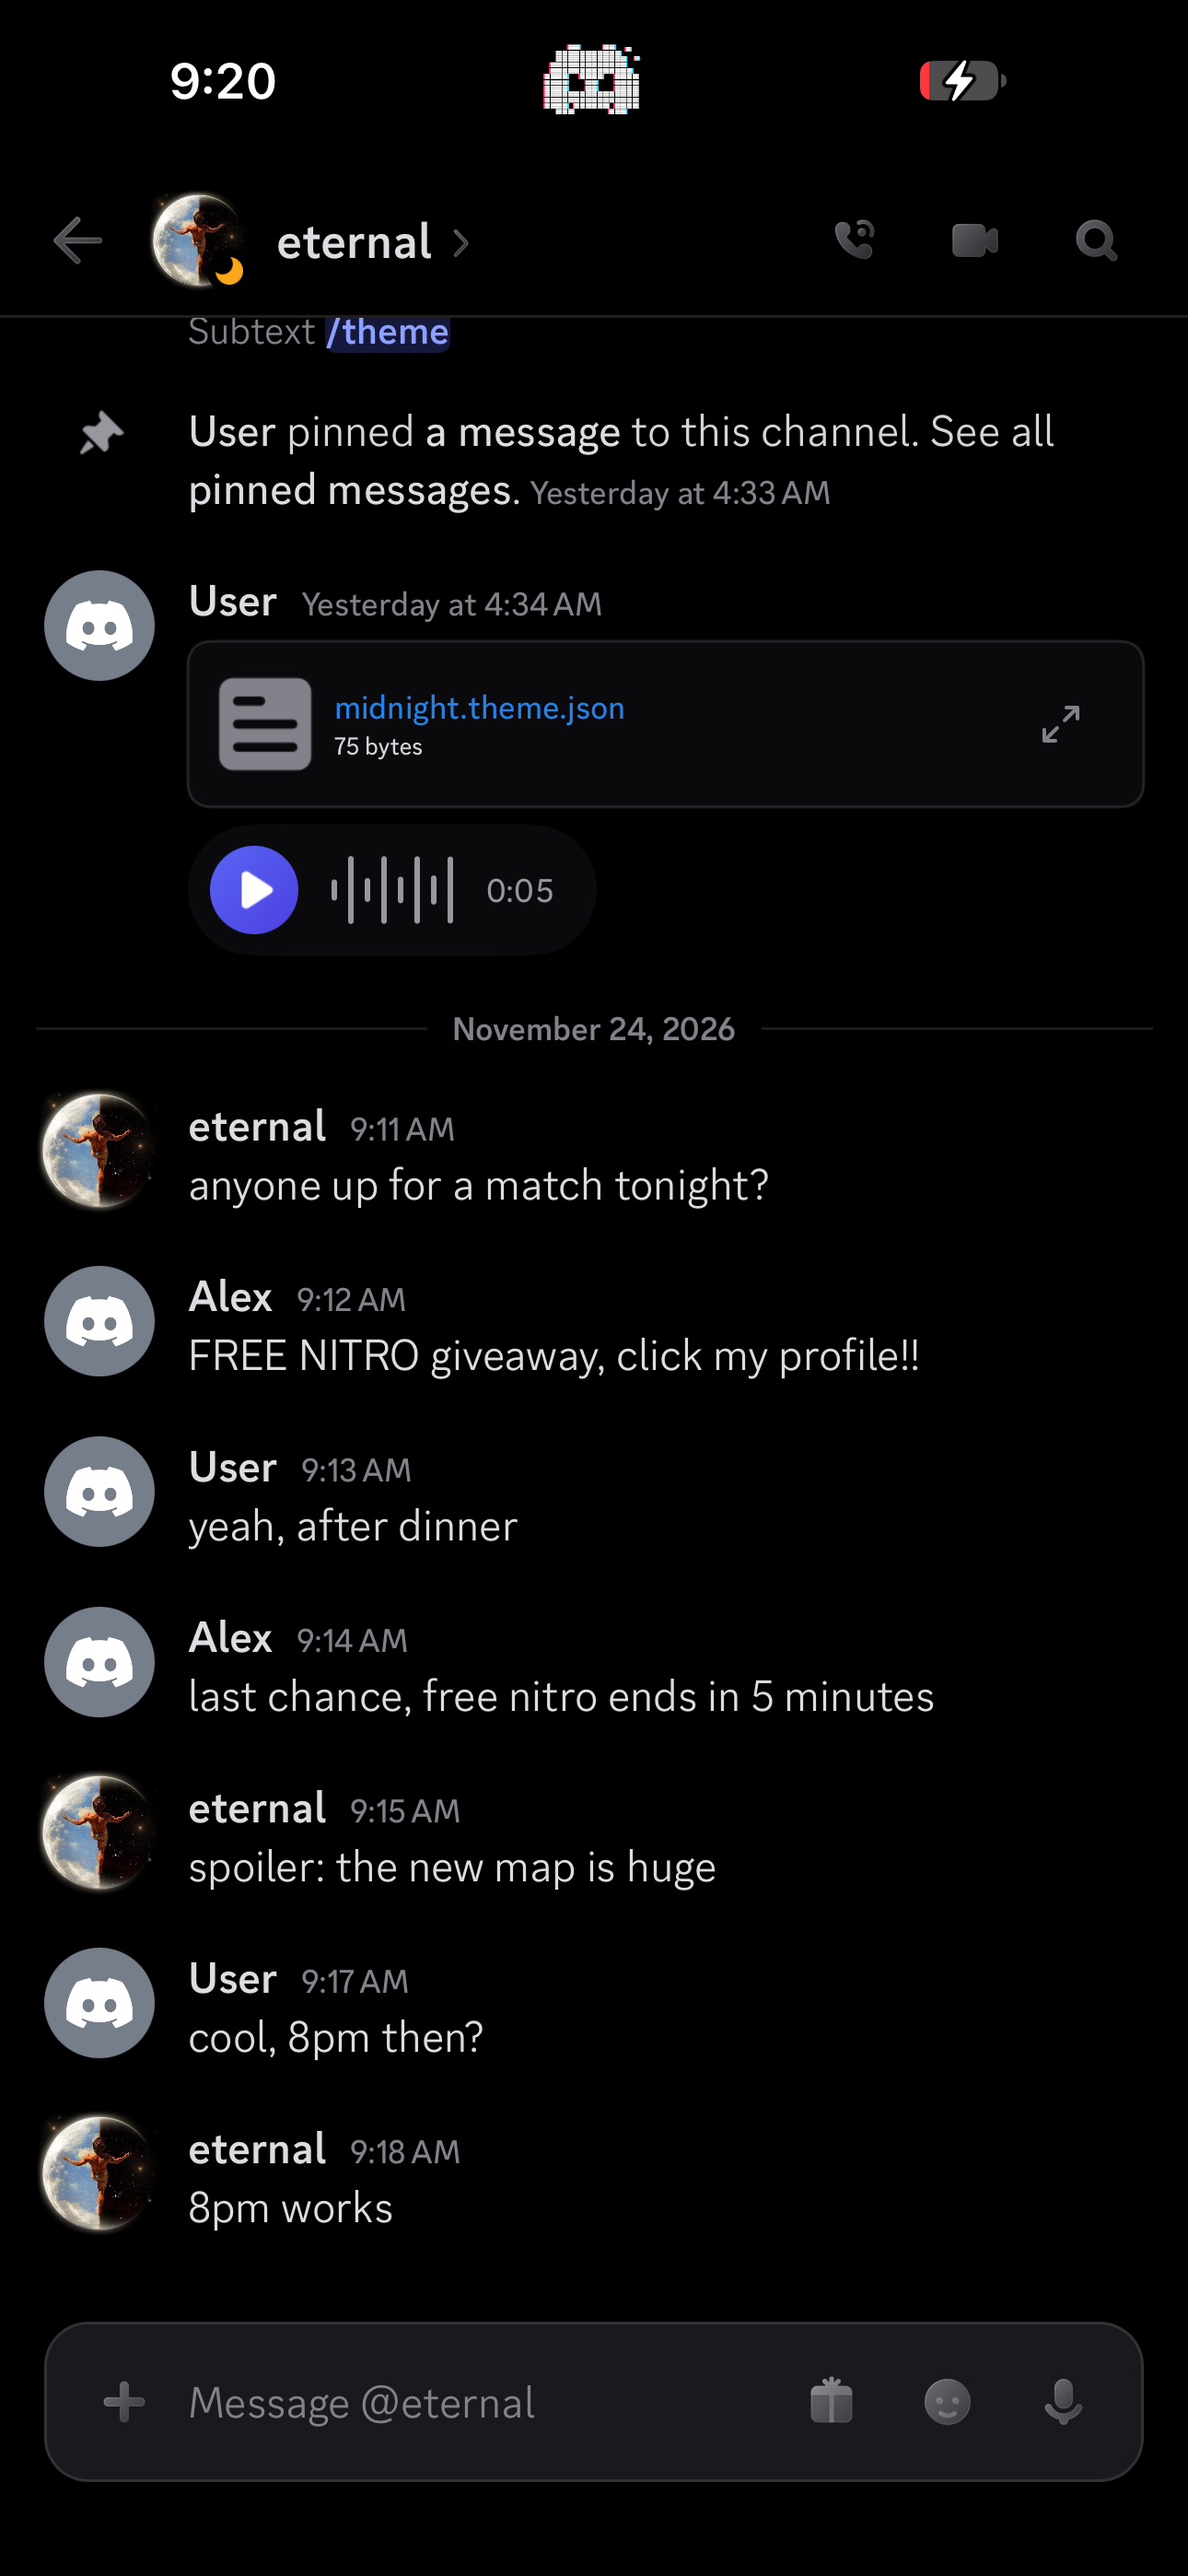 9:20
eternal
Subtext /theme
User pinned a message to this channel. See all
pinned messages. Yesterday at 4:33 AM
User Yesterday at 4:34 AM
midnight.theme.json
75 bytes
0:05
November 24, 2026
eternal 9:11 AM
anyone up for a match tonight?
Alex 9:12 AM
FREE NITRO giveaway, click my profile!!
User 9:13 AM
yeah, after dinner
Alex 9:14 AM
last chance, free nitro ends in 5 minutes
eternal 9:15 AM
spoiler: the new map is huge
User 9:17 AM
cool, 8pm then?
eternal 9:18 AM
8pm works
Message @eternal